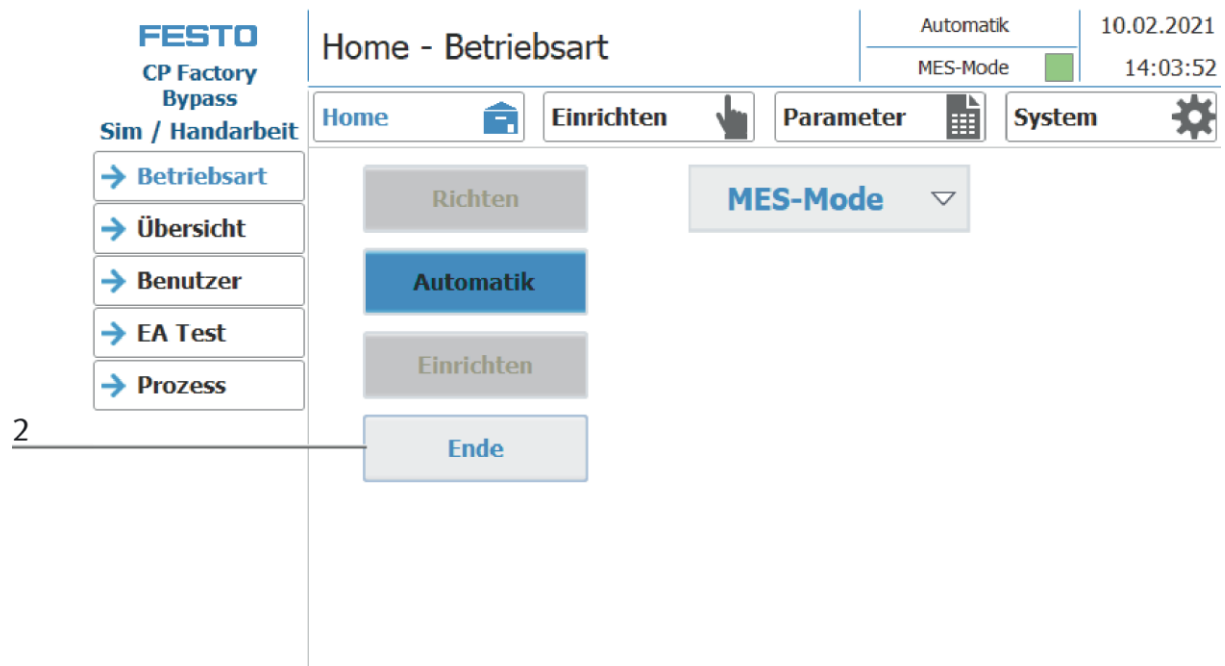 FESTO
CP Factory
Bypass
Sim / Handarbeit
Home - Betriebsart
Automatik
MES-Mode
10.02.2021
14:03:52
Home
Einrichten
Parameter
System
Betriebsart
Übersicht
Benutzer
EA Test
Prozess
Richten
MES-Mode
Automatik
Einrichten
Ende
2